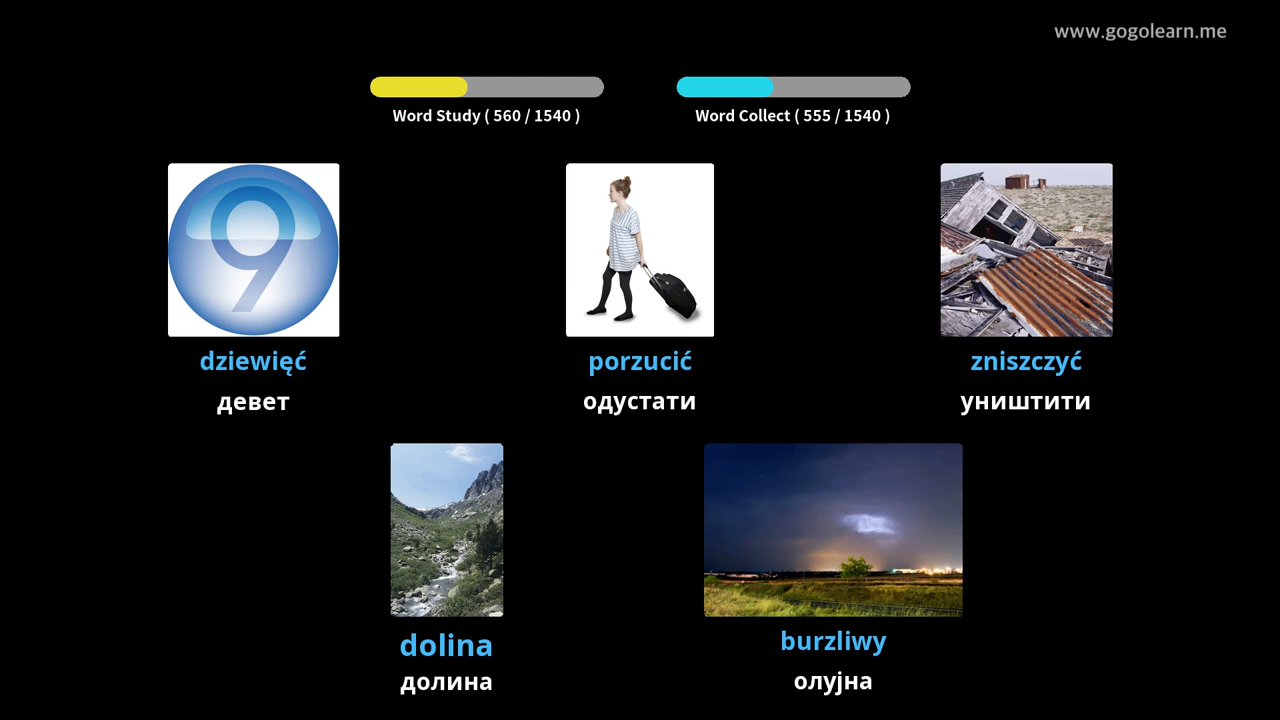 www.gogolearn.me
Word Study ( 560 / 1540 )
Word Collect ( 555 / 1540 )
9
dziewięć
девет
porzucić
одустати
zniszczyć
уништити
dolina
долина
burzliwy
олујна